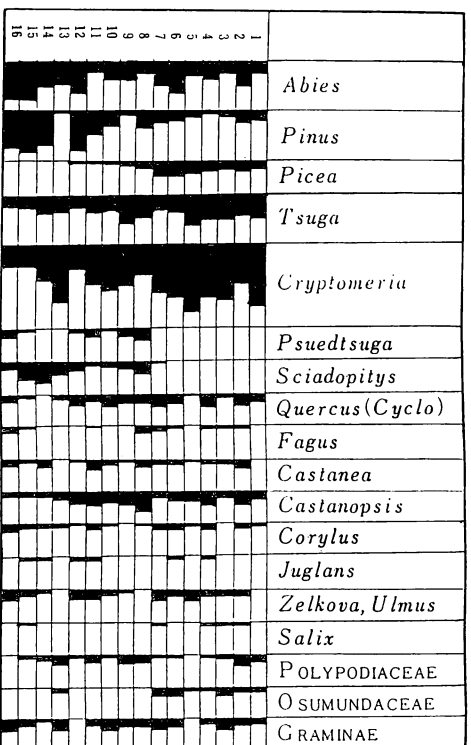 16 15 14 13 12 11 10 9 8 7 6 5 4 3 2 1
Abies
Pinus
Picea
Tsuga
Cryptomeria
Psuedtsuga
Sciadopitys
Quercus(Cyclo)
Fagus
Castanea
Castanopsis
Corylus
Juglans
Zelkova, Ulmus
Salix
POLYPODIACEAE
OSUMUNDACEAE
GRAMINAE